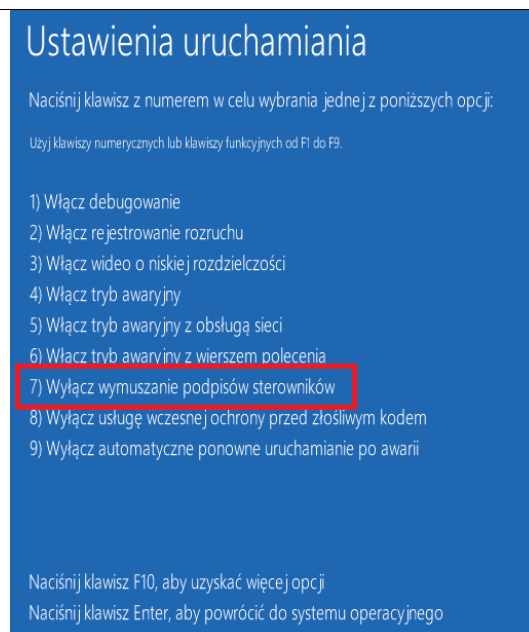 Ustawienia uruchamiania
Naciśnij klawisz z numerem w celu wybrania jednej z poniższych opcji:
Użyj klawiszy numerycznych lub klawiszy funkcyjnych od F1 do F9.
1) Włącz debugowanie
2) Włącz rejestrowanie rozruchu
3) Włącz wideo o niskiej rozdzielczości
4) Włącz tryb awaryjny
5) Włącz tryb awaryjny z obsługą sieci
6) Włącz tryb awaryjny z wierszem polecenia
7) Wyłącz wymuszanie podpisów sterowników
8) Wyłącz usługę wczesnej ochrony przed złośliwym kodem
9) Wyłącz automatyczne ponowne uruchamianie po awarii
Naciśnij klawisz F10, aby uzyskać więcej opcji
Naciśnij klawisz Enter, aby powrócić do systemu operacyjnego